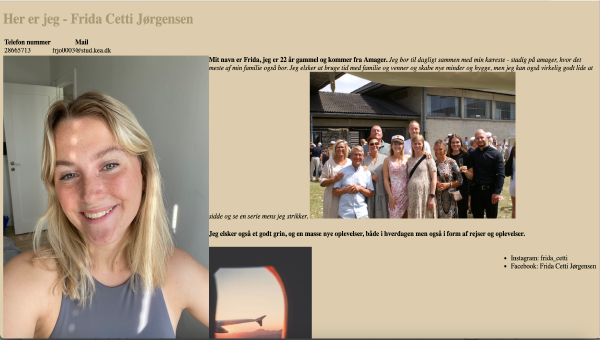 Her er jeg - Frida Cetti Jørgensen
Telefon nummer Mail
28665713 frjo0003@stud.kea.dk
Mit navn er Frida, jeg er 22 år gammel og kommer fra Amager. Jeg bor til dagligt sammen med min kæreste - stadig på amager, hvor det
meste af min familie også bor. Jeg elsker at bruge tid med familie og venner og skabe nye minder og hygge, men jeg kan også virkelig godt lide at
sidde og se en serie mens jeg strikker.
Jeg elsker også et godt grin, og en masse nye oplevelser, både i hverdagen men også i form af rejser og oplevelser.
• Instagram: frida_cetti
• Facebook: Frida Cetti Jørgensen